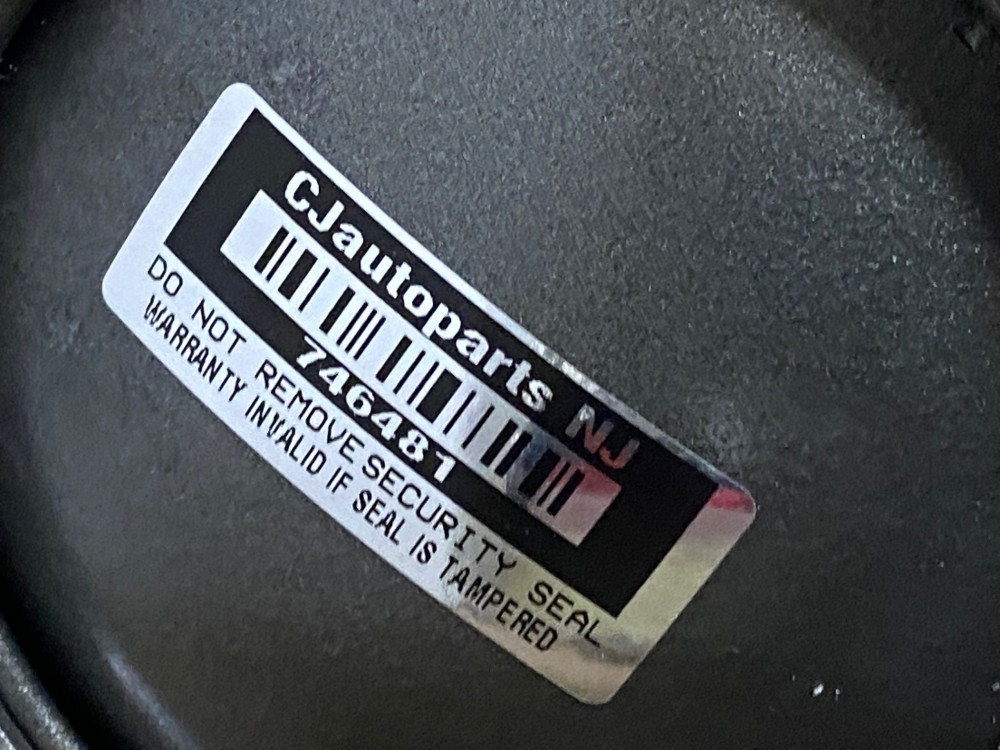 CJautoparts NJ
746481
DO NOT REMOVE SECURITY SEAL
WARRANTY INVALID IF SEAL IS TAMPERED